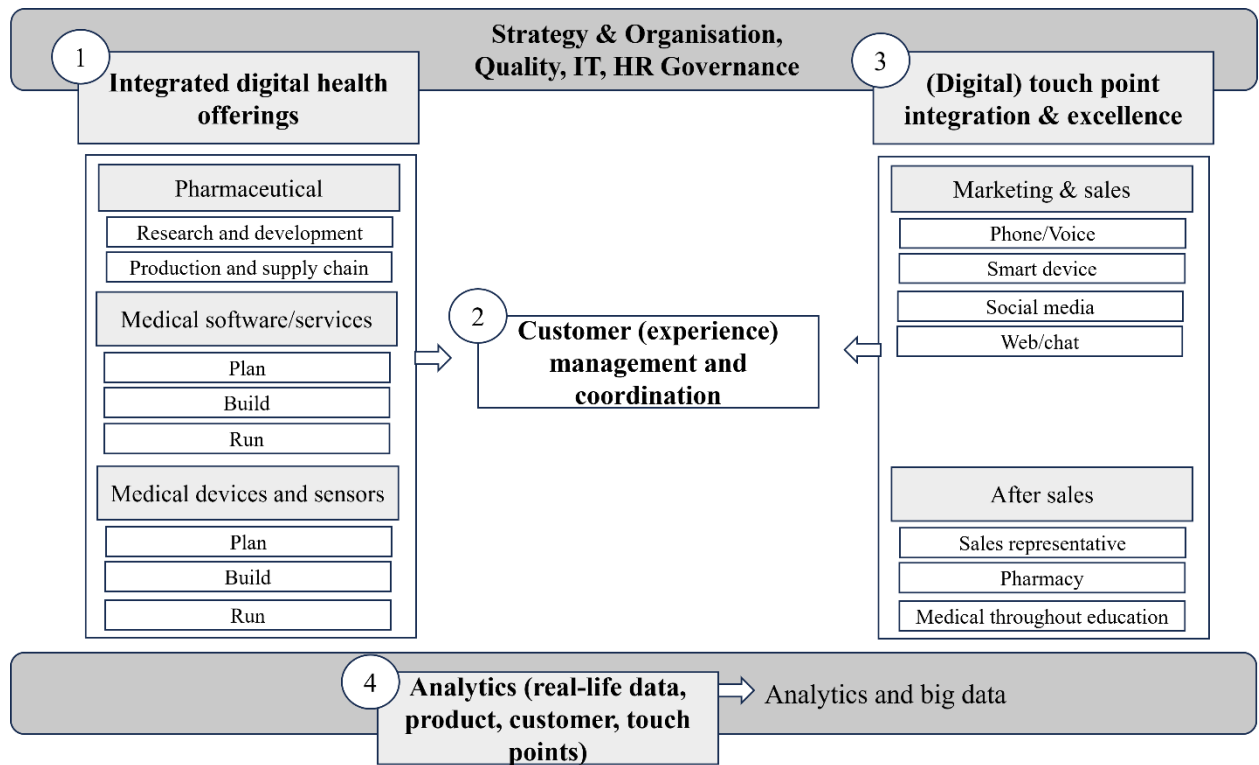 Strategy & Organisation,
Quality, IT, HR Governance
1
Integrated digital health
offerings
Pharmaceutical
Research and development
Production and supply chain
Medical software/services
Plan
Build
Run
Medical devices and sensors
Plan
Build
Run
2
Customer (experience)
management and
coordination
3
(Digital) touch point
integration & excellence
Marketing & sales
Phone/Voice
Smart device
Social media
Web/chat
After sales
Sales representative
Pharmacy
Medical throughout education
4
Analytics (real-life data,
product, customer, touch
points)
Analytics and big data